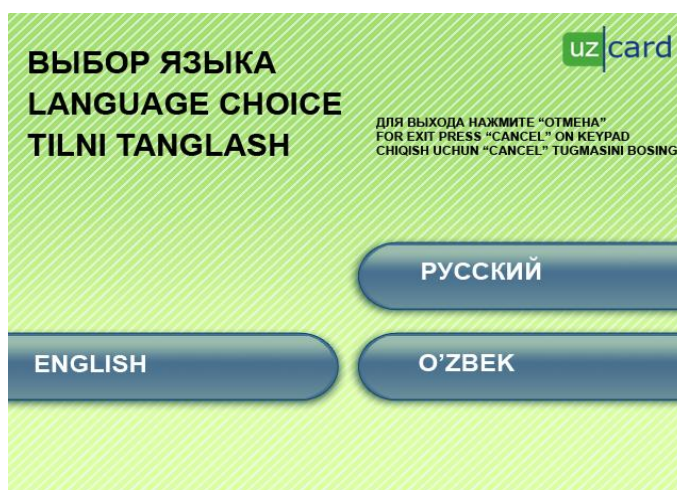 ВЫБОР ЯЗЫКА
LANGUAGE CHOICE
TILNI TANGLASH
uz card
ДЛЯ ВЫХОДА НАЖМИТЕ “ОТМЕНА”
FOR EXIT PRESS “CANCEL” ON KEYPAD
CHIQISH UCHUN “CANCEL” TUGMASINI BOSING
РУССКИЙ
ENGLISH
O’ZBEK